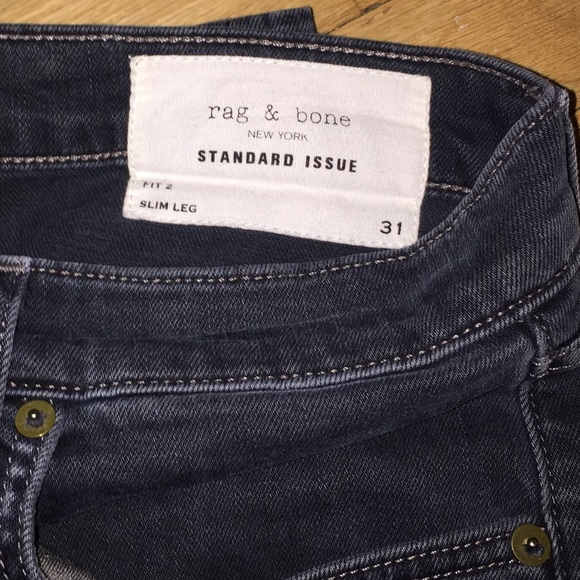 rag & bone
NEW YORK
STANDARD ISSUE
FIT 2
SLIM LEG
31